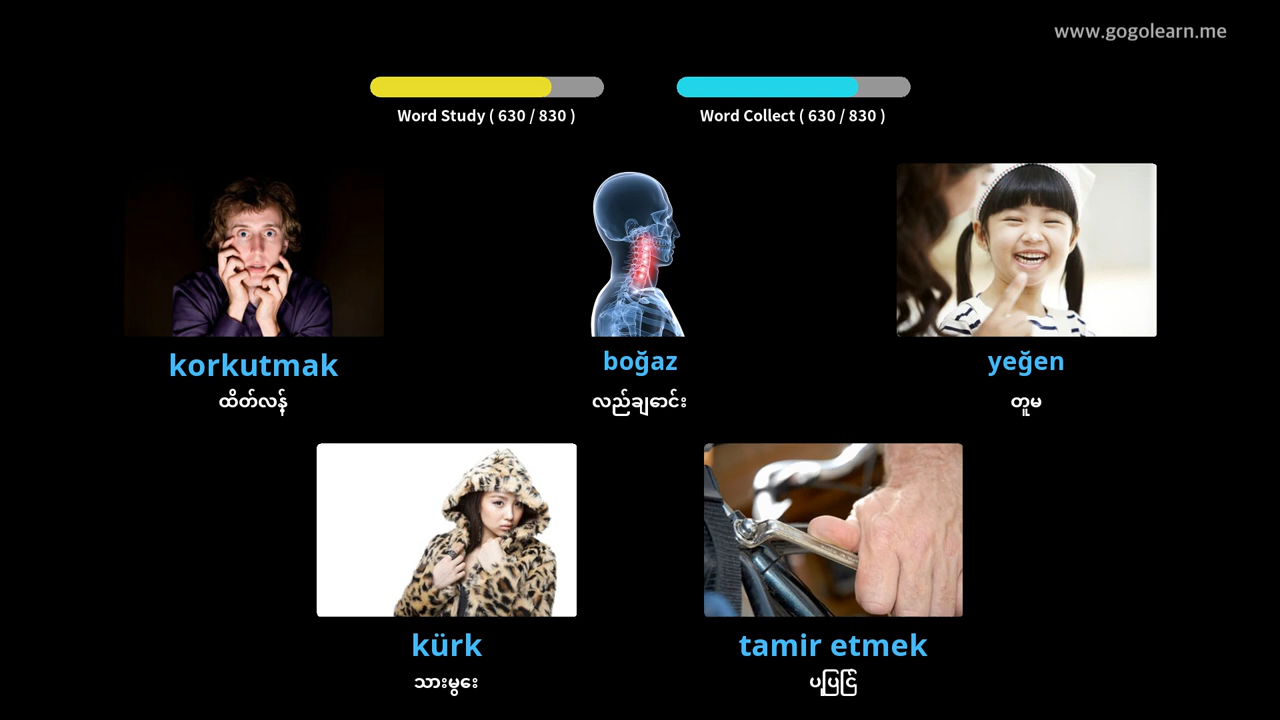 www.gogolearn.me
Word Study ( 630 / 830 )
Word Collect ( 630 / 830 )
korkutmak
ထိတ်လန့်
boğaz
လည်ချောင်း
yeğen
တူမ
kürk
သားမွေး
tamir etmek
ပြုပြင်